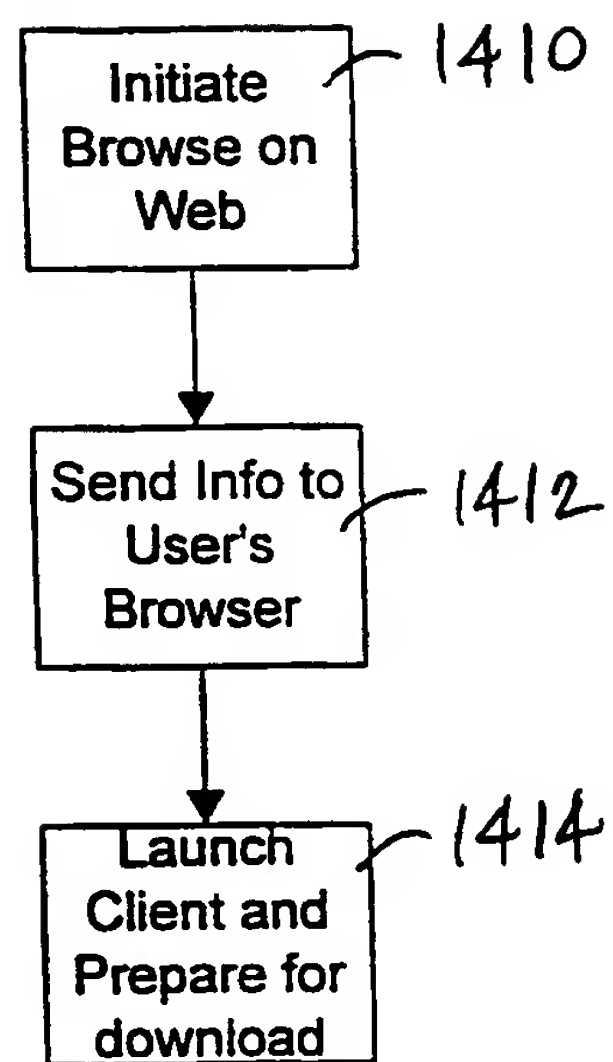 Initiate
Browse on
Web
1410
Send Info to
User's
Browser
1412
Launch
Client and
Prepare for
download
1414